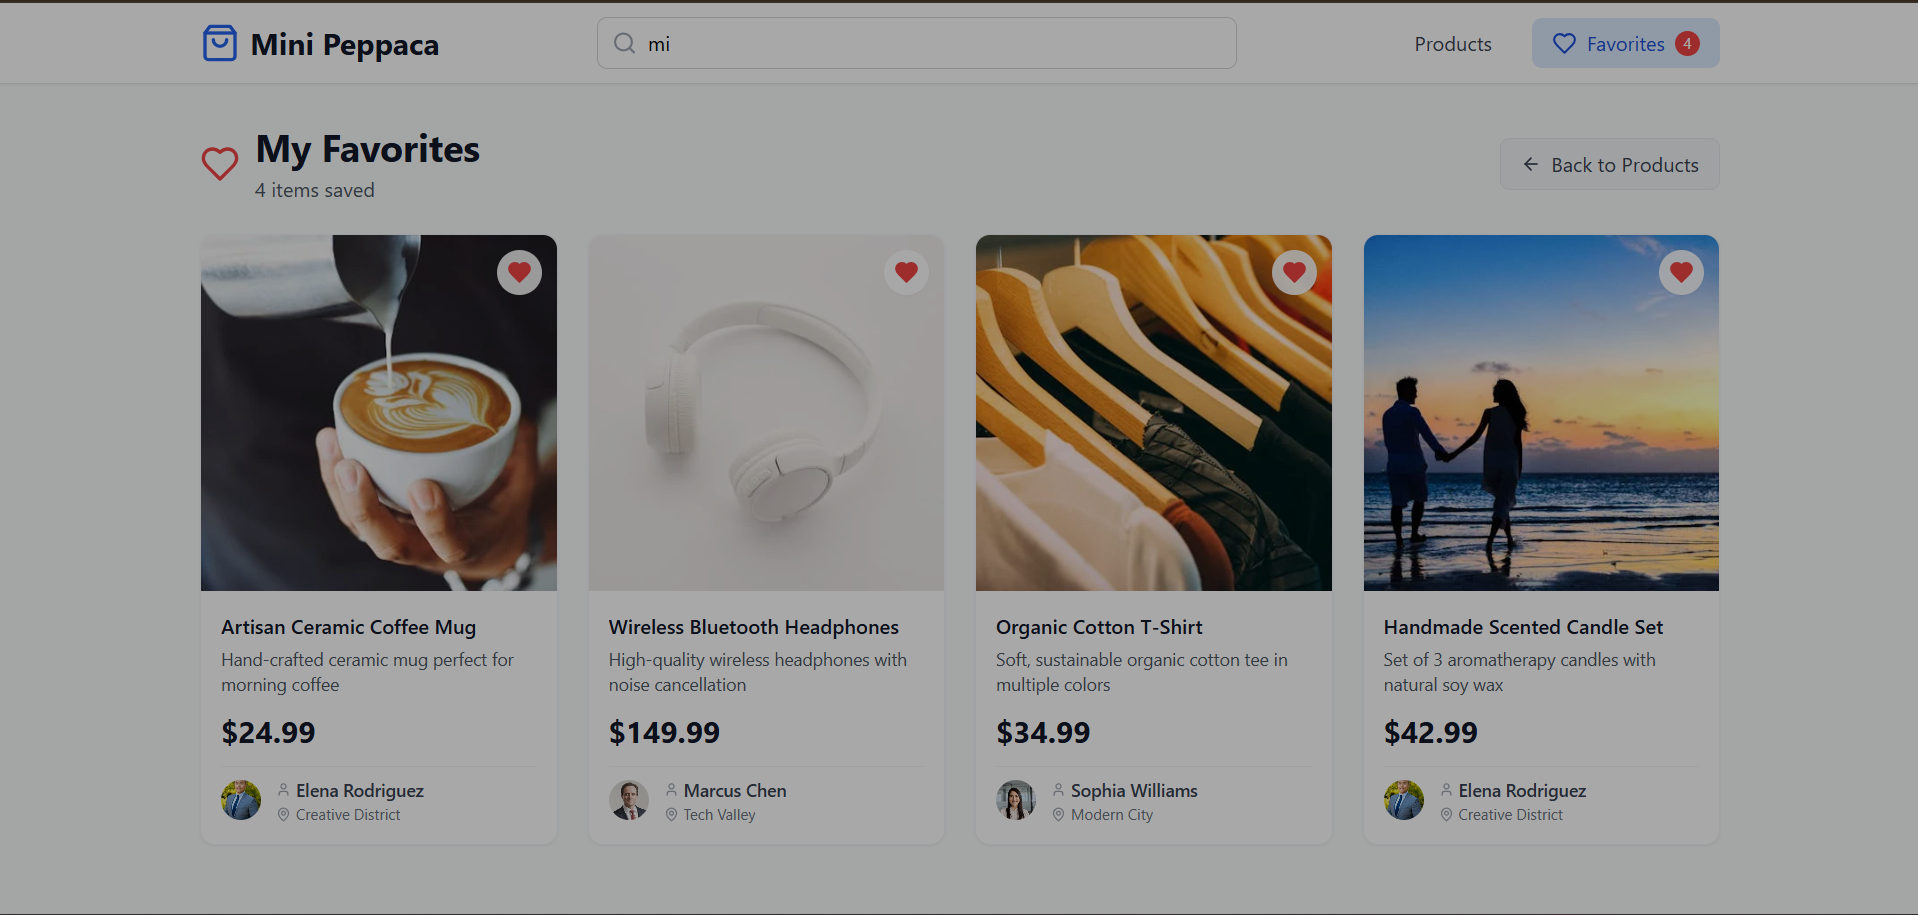 Mini Peppaca
mi
Products
Favorites 4
My Favorites
4 items saved
Back to Products
Artisan Ceramic Coffee Mug
Hand-crafted ceramic mug perfect for
morning coffee
$24.99
Elena Rodriguez
Creative District
Wireless Bluetooth Headphones
High-quality wireless headphones with
noise cancellation
$149.99
Marcus Chen
Tech Valley
Organic Cotton T-Shirt
Soft, sustainable organic cotton tee in
multiple colors
$34.99
Sophia Williams
Modern City
Handmade Scented Candle Set
Set of 3 aromatherapy candles with
natural soy wax
$42.99
Elena Rodriguez
Creative District